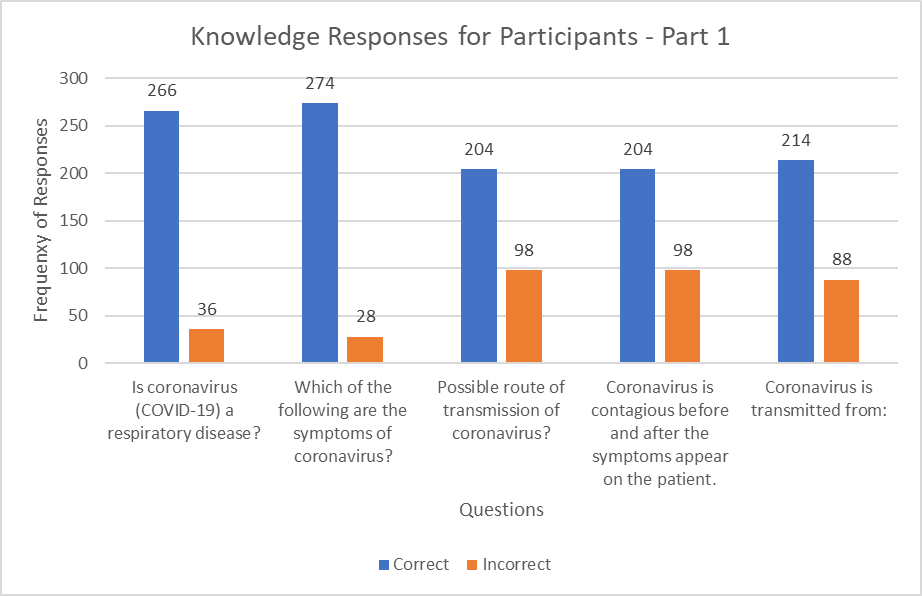 Knowledge Responses for Participants - Part 1
Frequenxy of Responses
300
250
200
150
100
50
0
266
36
274
28
204
98
204
98
214
88
Is coronavirus
(COVID-19) a
respiratory disease?
Which of the
following are the
symptoms of
coronavirus?
Possible route of
transmission of
coronavirus?
Coronavirus is
contagious before
and after the
symptoms appear
on the patient.
Coronavirus is
transmitted from:
Questions
Correct
Incorrect